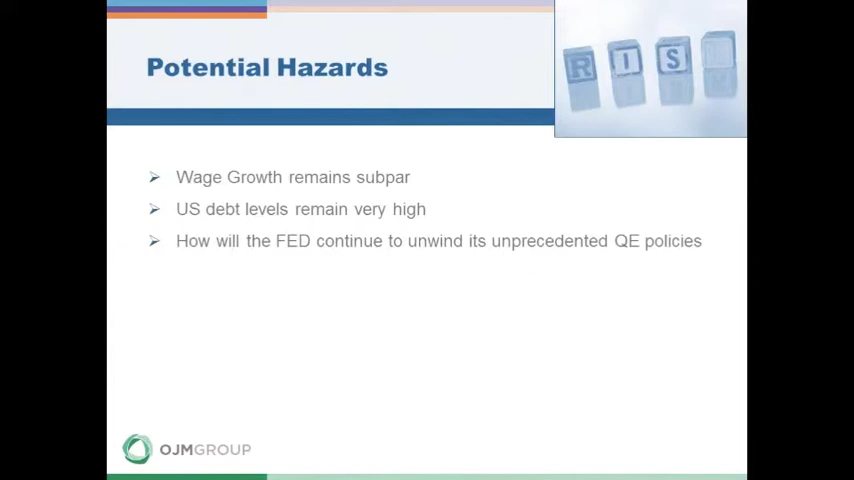 Potential Hazards
R I S
Wage Growth remains subpar
US debt levels remain very high
How will the FED continue to unwind its unprecedented QE policies
OJMGROUP